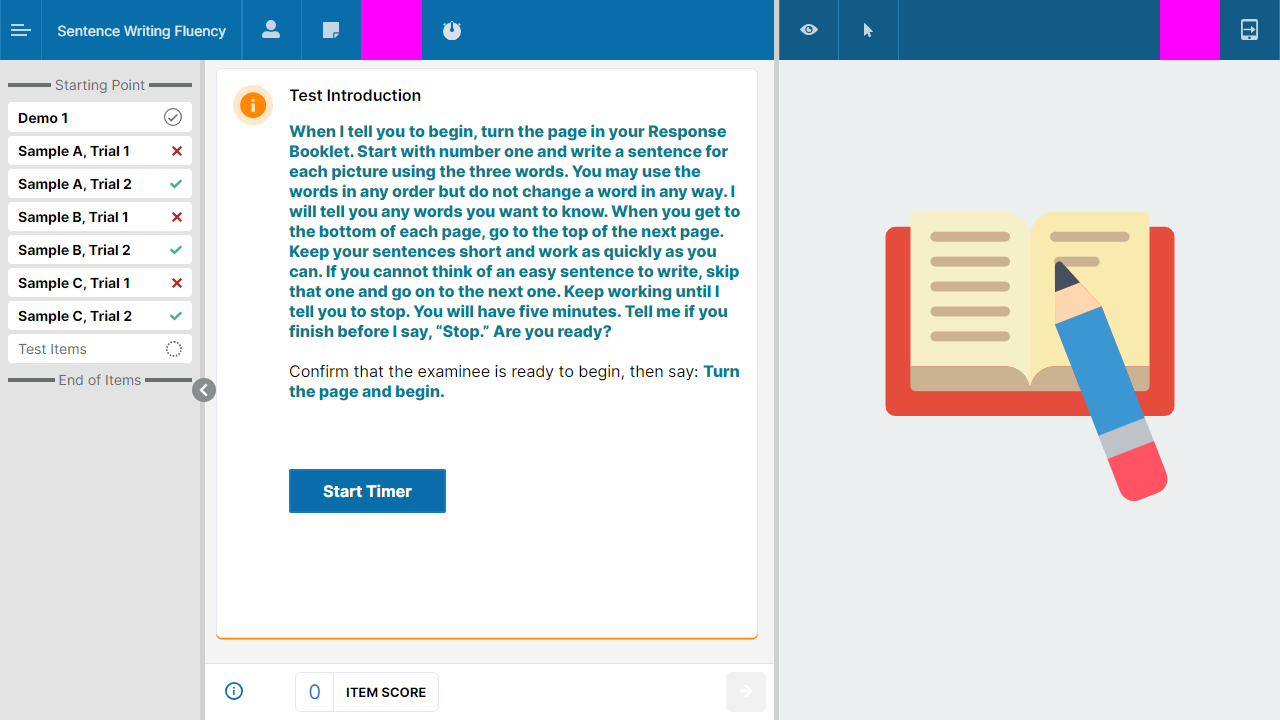 Sentence Writing Fluency
Starting Point
Demo 1
Sample A, Trial 1
Sample A, Trial 2
Sample B, Trial 1
Sample B, Trial 2
Sample C, Trial 1
Sample C, Trial 2
Test Items
End of Items
Test Introduction
When I tell you to begin, turn the page in your Response
Booklet. Start with number one and write a sentence for
each picture using the three words. You may use the
words in any order but do not change a word in any way. I
will tell you any words you want to know. When you get to
the bottom of each page, go to the top of the next page.
Keep your sentences short and work as quickly as you
can. If you cannot think of an easy sentence to write, skip
that one and go on to the next one. Keep working until I
tell you to stop. You will have five minutes. Tell me if you
finish before I say, “Stop.” Are you ready?
Confirm that the examinee is ready to begin, then say: Turn
the page and begin.
Start Timer
0 ITEM SCORE